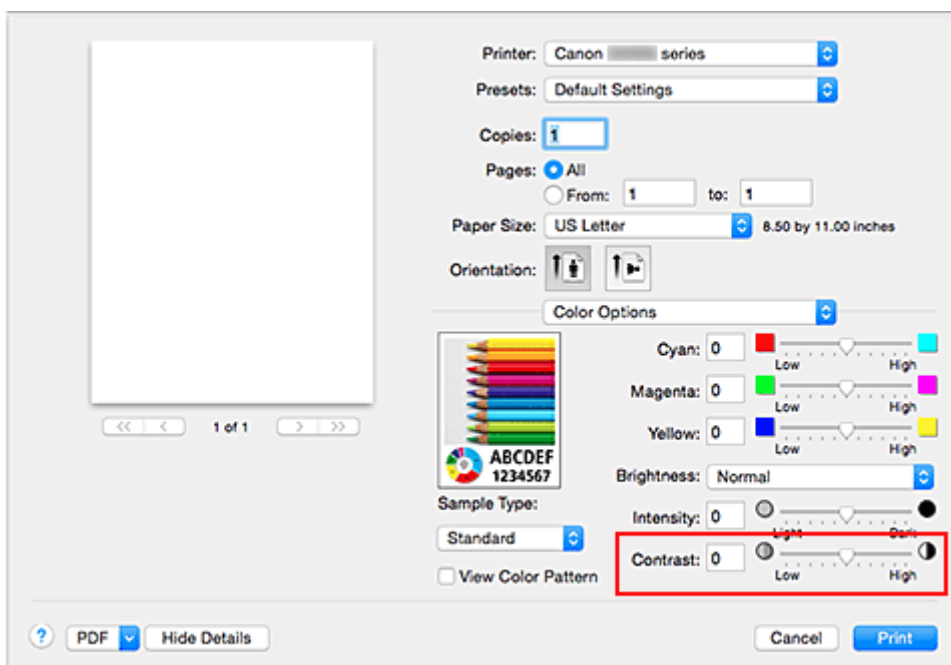 Printer: Canon series
Presets: Default Settings
Copies: 1
Pages: All
From: 1 to: 1
Paper Size: US Letter 8.50 by 11.00 inches
Orientation:
Color Options
1 of 1
ABCDEF
1234567
Sample Type:
Standard
View Color Pattern
Cyan: 0
Low High
Magenta: 0
Low High
Yellow: 0
Low High
Brightness: Normal
Intensity: 0
Light Dark
Contrast: 0
Low High
? PDF Hide Details Cancel Print